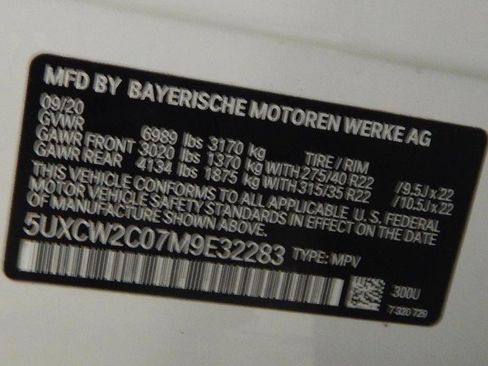 MFD BY BAYERISCHE MOTOREN WERKE AG
09/20
GVWR 6989 lbs 3170 kg TIRE / RIM
GAWR FRONT 3020 lbs 1370 kg WITH 275/40 R22 /9.5J x 22
GAWR REAR 4134 lbs 1875 kg WITH 315/35 R22 /10.5J x 22
THIS VEHICLE CONFORMS TO ALL APPLICABLE U.S. FEDERAL
MOTOR VEHICLE SAFETY STANDARDS IN EFFECT ON THE DATE
OF MANUFACTURE SHOWN ABOVE.
5UXCW2C07M9E32283 TYPE: MPV
300U
7 920 729